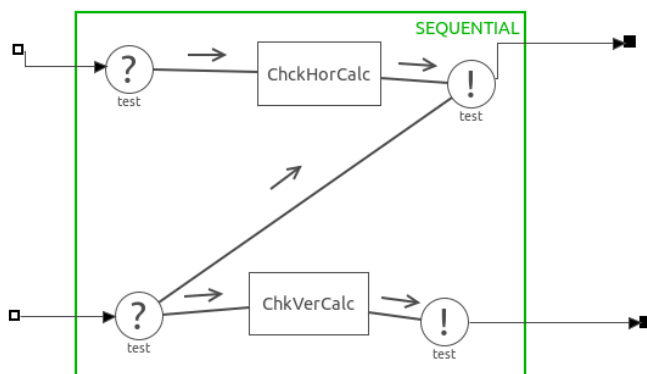 SEQUENTIAL
?
ChckHorCalc
!
test
test
?
ChkVerCalc
!
test
test